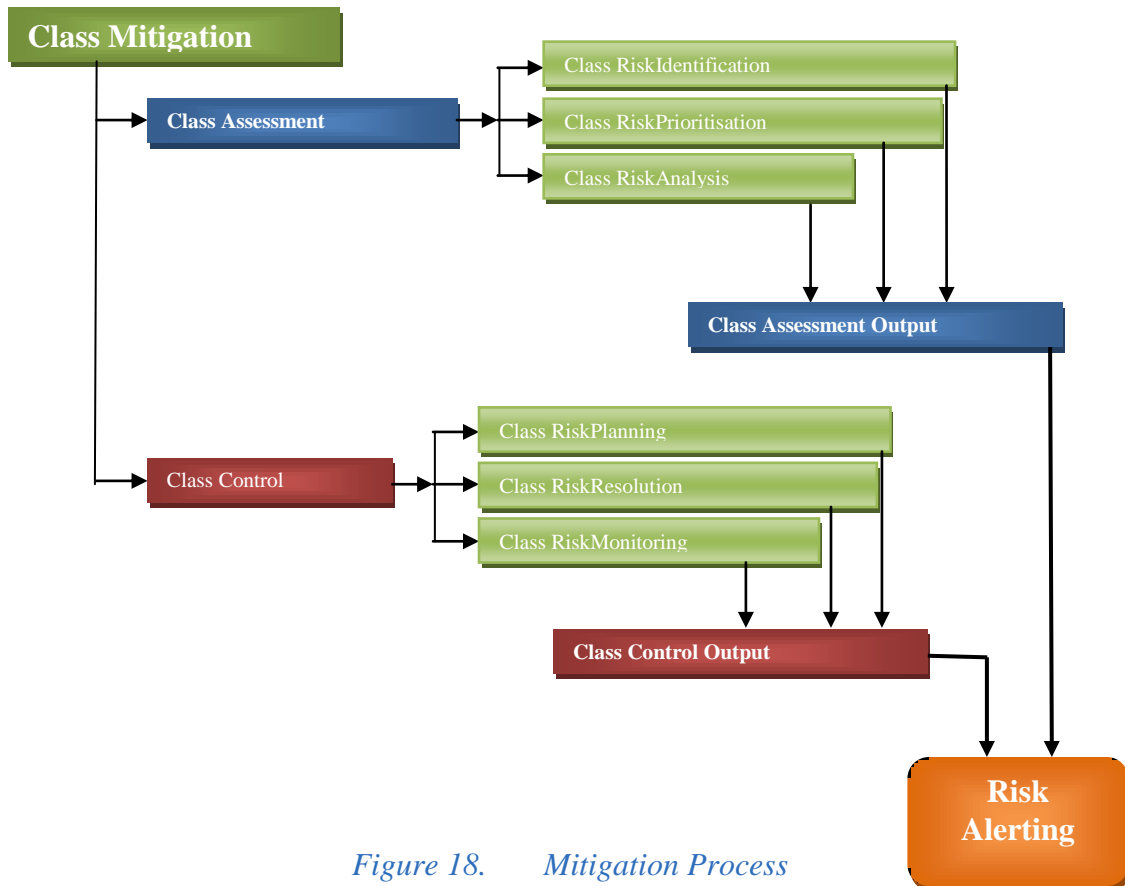 Class Mitigation
Class RiskIdentification
Class Assessment
Class RiskPrioritisation
Class RiskAnalysis
Class Assessment Output
Class RiskPlanning
Class Control
Class RiskResolution
Class RiskMonitoring
Class Control Output
Risk
Alerting
Figure 18. Mitigation Process